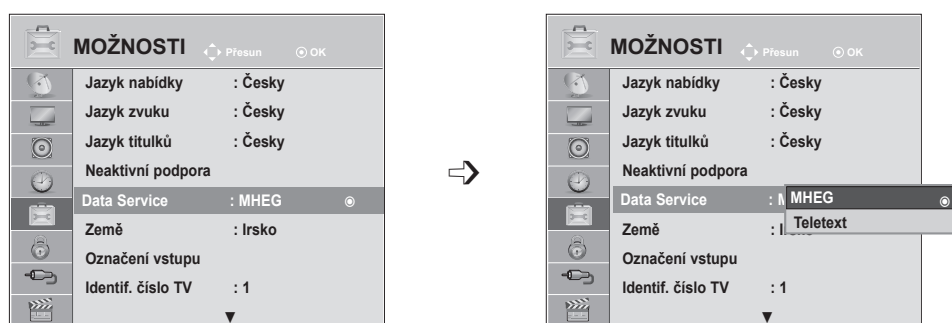 MOŽNOSTI Přesun OK
Jazyk nabídky : Česky
Jazyk zvuku : Česky
Jazyk titulků : Česky
Neaktivní podpora
Data Service : MHEG
Země : Irsko
Označení vstupu
Identif. číslo TV : 1
MOŽNOSTI Přesun OK
Jazyk nabídky : Česky
Jazyk zvuku : Česky
Jazyk titulků : Česky
Neaktivní podpora
Data Service : M MHEG
Teletext
Země : I
Označení vstupu
Identif. číslo TV : 1